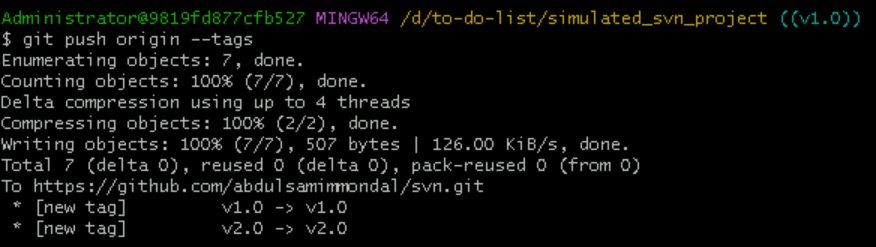 Administrator@9819fd877cfb527 MINGW64 /d/to-do-list/simulated_svn_project ((v1.0))
$ git push origin --tags
Enumerating objects: 7, done.
Counting objects: 100% (7/7), done.
Delta compression using up to 4 threads
Compressing objects: 100% (2/2), done.
Writing objects: 100% (7/7), 507 bytes | 126.00 KiB/s, done.
Total 7 (delta 0), reused 0 (delta 0), pack-reused 0 (from 0)
To https://github.com/abdulsamimmondal/svn.git
 * [new tag]         v1.0 -> v1.0
 * [new tag]         v2.0 -> v2.0